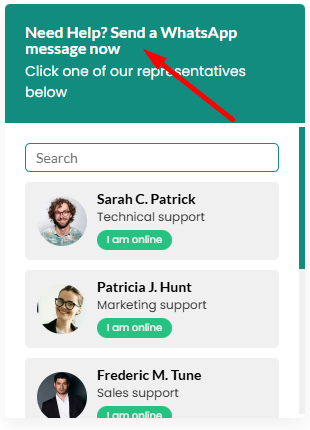 Need Help? Send a WhatsApp
message now
Click one of our representatives
below
Search
Sarah C. Patrick
Technical support
I am online
Patricia J. Hunt
Marketing support
I am online
Frederic M. Tune
Sales support
I am online